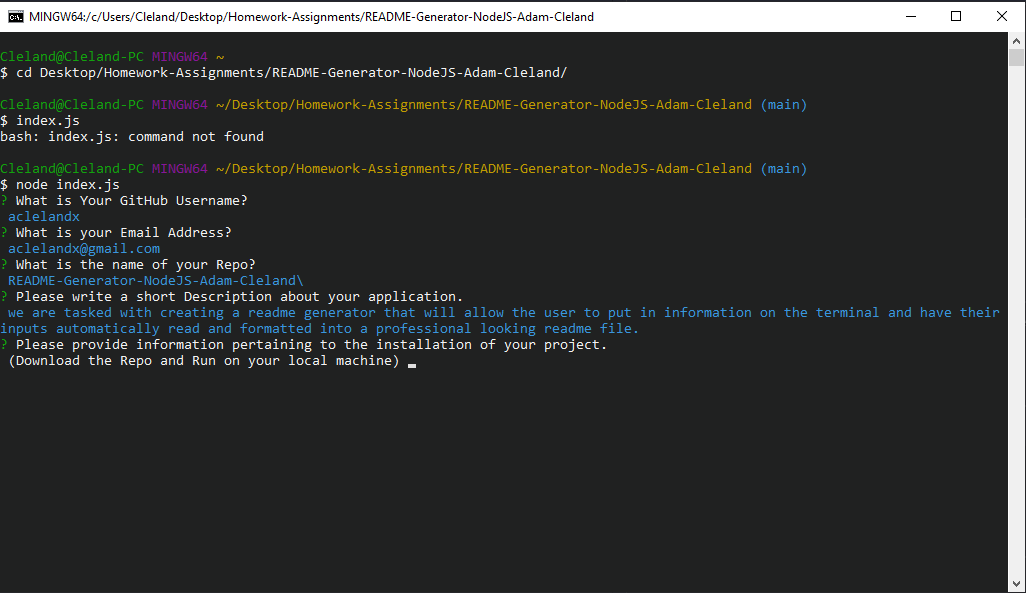 MINGW64:/c/Users/Cleland/Desktop/Homework-Assignments/README-Generator-NodeJS-Adam-Cleland
Cleland@Cleland-PC MINGW64 ~
$ cd Desktop/Homework-Assignments/README-Generator-NodeJS-Adam-Cleland/
Cleland@Cleland-PC MINGW64 ~/Desktop/Homework-Assignments/README-Generator-NodeJS-Adam-Cleland (main)
$ index.js
bash: index.js: command not found
Cleland@Cleland-PC MINGW64 ~/Desktop/Homework-Assignments/README-Generator-NodeJS-Adam-Cleland (main)
$ node index.js
? What is Your GitHub Username?
aclelandx
? What is your Email Address?
aclelandx@gmail.com
? What is the name of your Repo?
README-Generator-NodeJS-Adam-Cleland\
? Please write a short Description about your application.
we are tasked with creating a readme generator that will allow the user to put in information on the terminal and have their
inputs automatically read and formatted into a professional looking readme file.
? Please provide information pertaining to the installation of your project.
(Download the Repo and Run on your local machine)